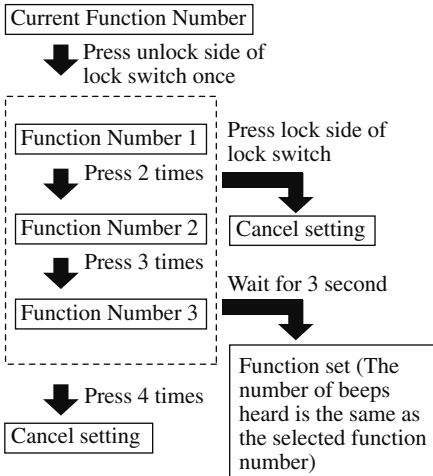 Current Function Number
Press unlock side of
lock switch once
Function Number 1
Press lock side of
lock switch
Press 2 times
Function Number 2
Cancel setting
Press 3 times
Wait for 3 second
Function Number 3
Function set (The
number of beeps
heard is the same as
the selected function
number)
Press 4 times
Cancel setting